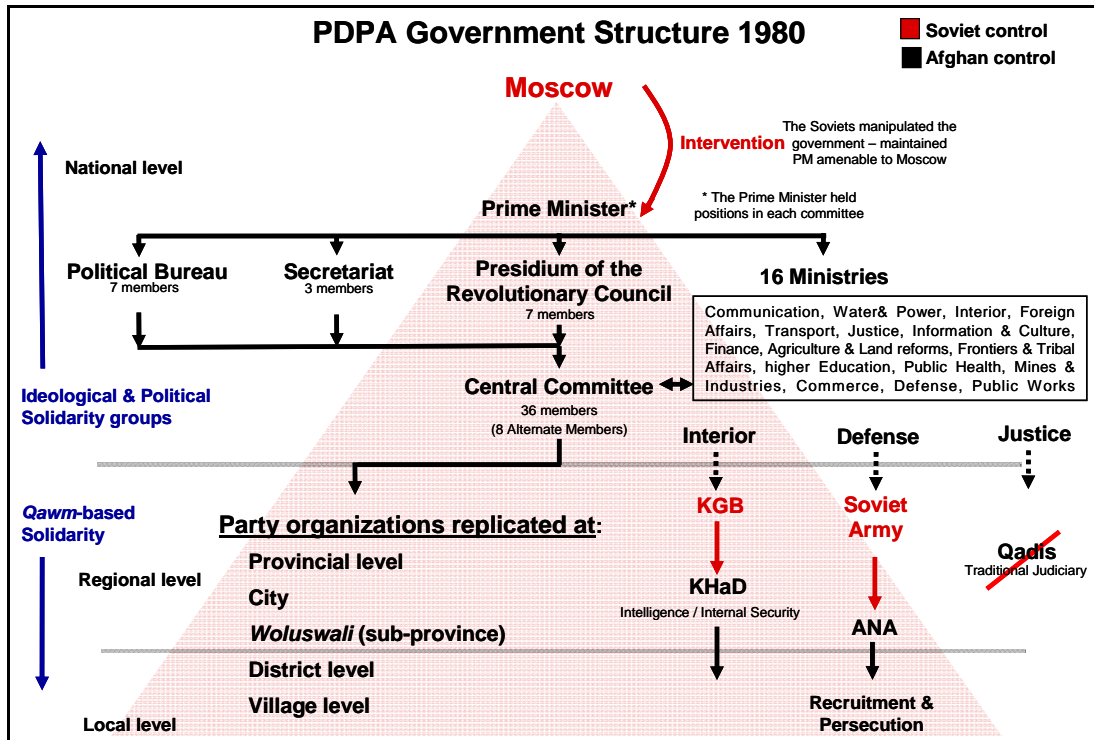 PDPA Government Structure 1980
Soviet control
Afghan control
Moscow
Intervention
The Soviets manipulated the
government – maintained
PM amenable to Moscow
National level
* The Prime Minister held
positions in each committee
Prime Minister*
Political Bureau
7 members
Secretariat
3 members
Presidium of the
Revolutionary Council
7 members
16 Ministries
Communication, Water& Power, Interior, Foreign
Affairs, Transport, Justice, Information & Culture,
Finance, Agriculture & Land reforms, Frontiers & Tribal
Affairs, higher Education, Public Health, Mines &
Industries, Commerce, Defense, Public Works
Central Committee
36 members
(8 Alternate Members)
Ideological & Political
Solidarity groups
Interior
Defense
Justice
Qawm-based
Solidarity
Party organizations replicated at:
Provincial level
City
Woluswali (sub-province)
District level
Village level
KGB
Soviet
Army
Qadis
Traditional Judiciary
Regional level
KHaD
Intelligence / Internal Security
ANA
Recruitment &
Persecution
Local level